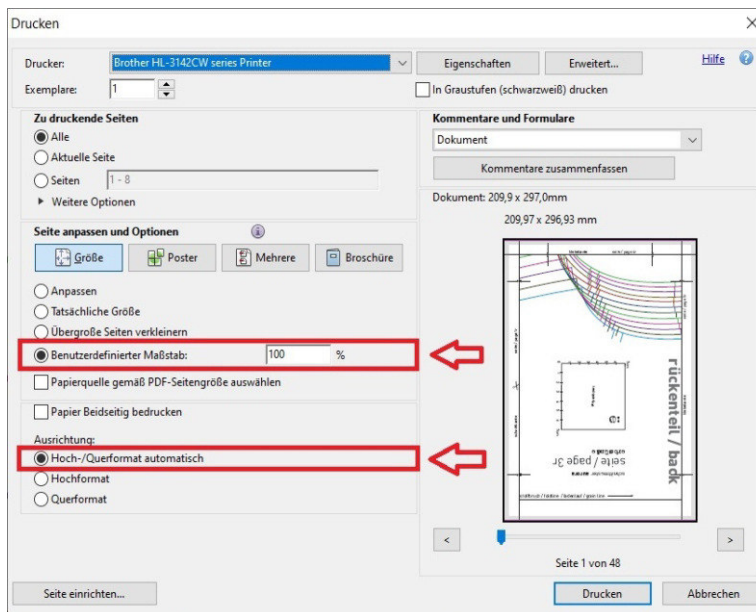 Drucken
Drucker: Brother HL-3142CW series Printer Eigenschaften Erweitert... Hilfe
Exemplare: 1 In Graustufen (schwarzweiß) drucken
Zu druckende Seiten
Alle
Aktuelle Seite
Seiten 1 - 8
Weitere Optionen
Seite anpassen und Optionen
Größe Poster Mehrere Broschüre
Anpassen
Tatsächliche Größe
Übergroße Seiten verkleinern
Benutzerdefinierter Maßstab: 100 %
Papierquelle gemäß PDF-Seitengröße auswählen
Papier Beidseitig bedrucken
Ausrichtung:
Hoch-/Querformat automatisch
Hochformat
Querformat
Kommentare und Formulare
Dokument
Kommentare zusammenfassen
Dokument: 209,9 x 297,0mm
209,97 x 296,93 mm
rückenteil / back
seite / page 3r
< >
Seite 1 von 48
Seite einrichten... Drucken Abbrechen